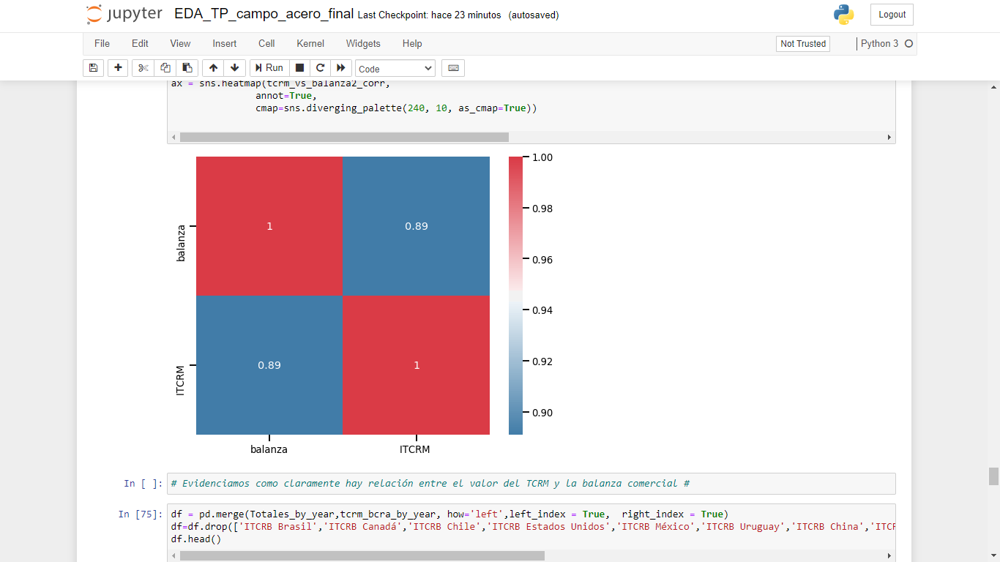 jupyter EDA_TP_campo_acero_final Last Checkpoint: hace 23 minutos (autosaved)
Logout
File Edit View Insert Cell Kernel Widgets Help
Not Trusted
Python 3
Run
Code
ax = sns.heatmap(tcrm_vs_balanza2_corr,
annot=True,
cmap=sns.diverging_palette(240, 10, as_cmap=True))
1.00
0.98
0.96
0.94
0.92
0.90
balanza
1
0.89
ITCRM
0.89
1
balanza
ITCRM
In [ ]:
# Evidenciamos como claramente hay relación entre el valor del TCRM y la balanza comercial #
In [75]:
df = pd.merge(Totales_by_year,tcrm_bcra_by_year, how='left',left_index = True, right_index = True)
df=df.drop(['ITCRB Brasil','ITCRB Canadá','ITCRB Chile','ITCRB Estados Unidos','ITCRB México','ITCRB Uruguay','ITCRB China','ITCR
df.head()